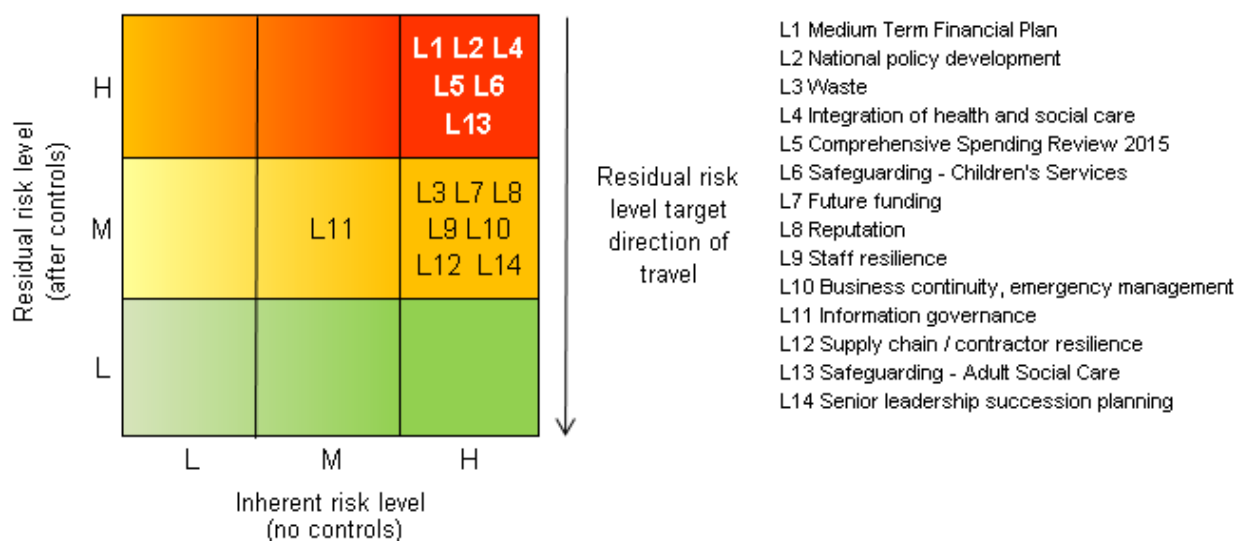 Residual risk level
(after controls)
H
M
L
L1 L2 L4
L5 L6
L13
L11
L3 L7 L8
L9 L10
L12 L14
L
M
H
Inherent risk level
(no controls)
Residual risk
level target
direction of
travel
L1 Medium Term Financial Plan
L2 National policy development
L3 Waste
L4 Integration of health and social care
L5 Comprehensive Spending Review 2015
L6 Safeguarding - Children's Services
L7 Future funding
L8 Reputation
L9 Staff resilience
L10 Business continuity, emergency management
L11 Information governance
L12 Supply chain / contractor resilience
L13 Safeguarding - Adult Social Care
L14 Senior leadership succession planning